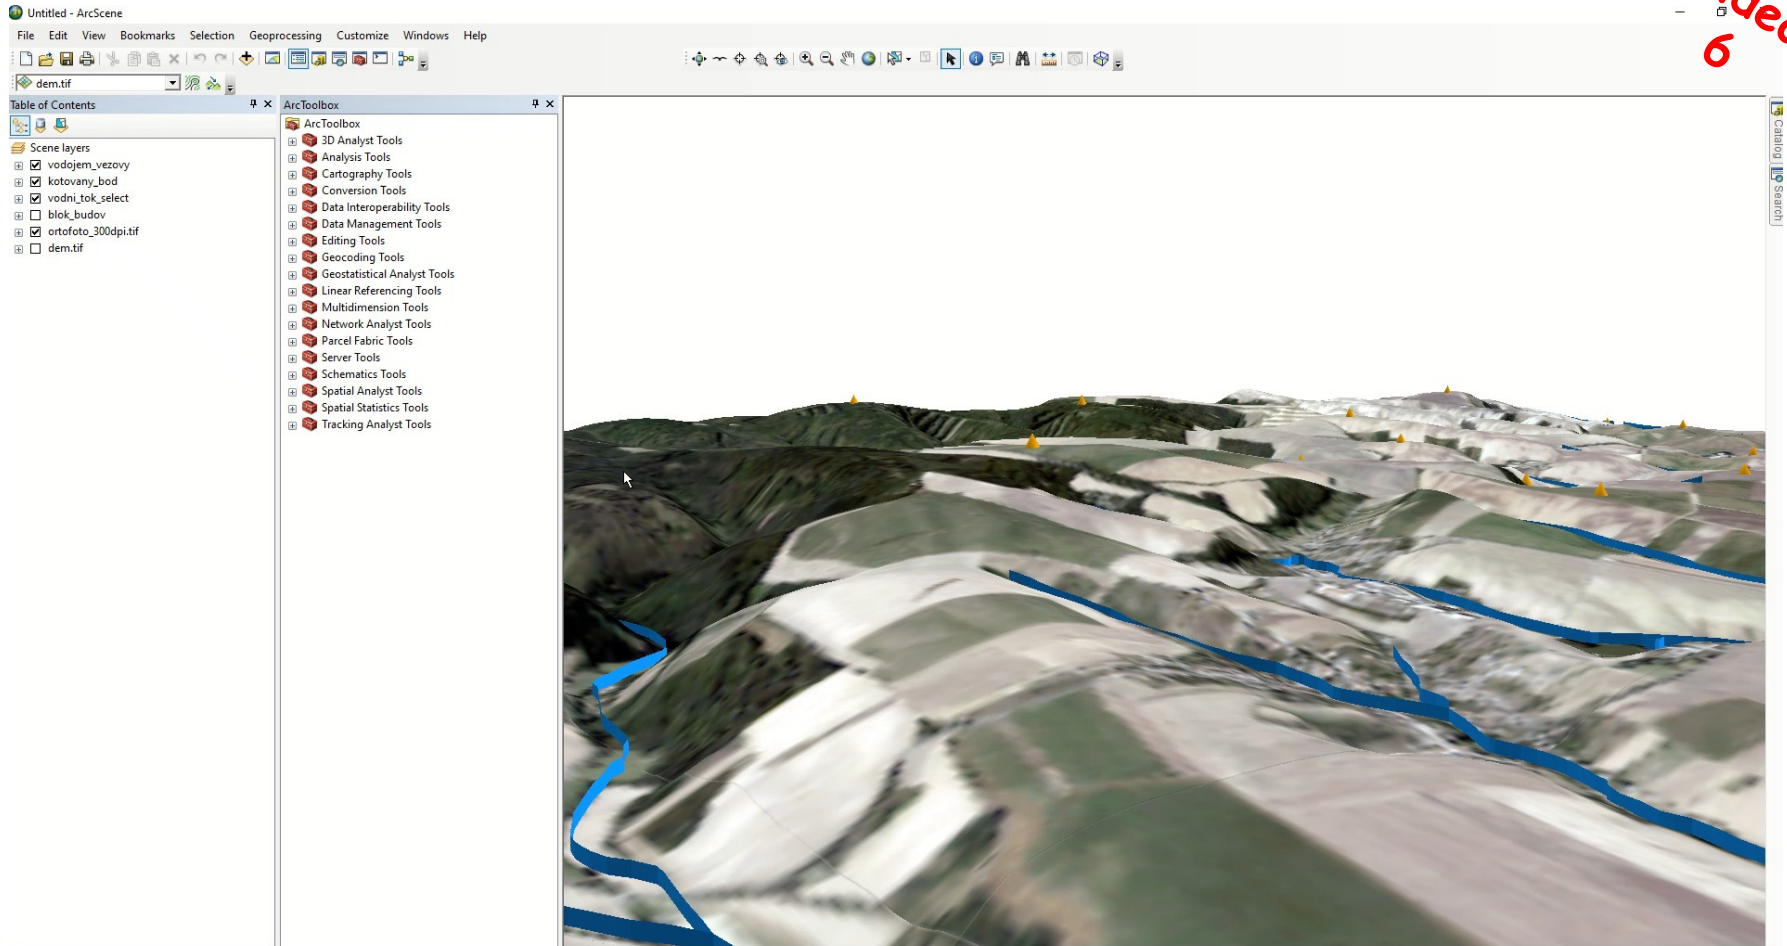 Untitled - ArcScene
File Edit View Bookmarks Selection Geoprocessing Customize Windows Help
6
dem.tif
Table of Contents
Scene layers
vodojem_vezovy
kotovany_bod
vodni_tok_select
blok_budov
ortofoto_300dpi.tif
dem.tif
ArcToolbox
ArcToolbox
3D Analyst Tools
Analysis Tools
Cartography Tools
Conversion Tools
Data Interoperability Tools
Data Management Tools
Editing Tools
Geocoding Tools
Geostatistical Analyst Tools
Linear Referencing Tools
Multidimension Tools
Network Analyst Tools
Parcel Fabric Tools
Server Tools
Schematics Tools
Spatial Analyst Tools
Spatial Statistics Tools
Tracking Analyst Tools
Catalog
Search